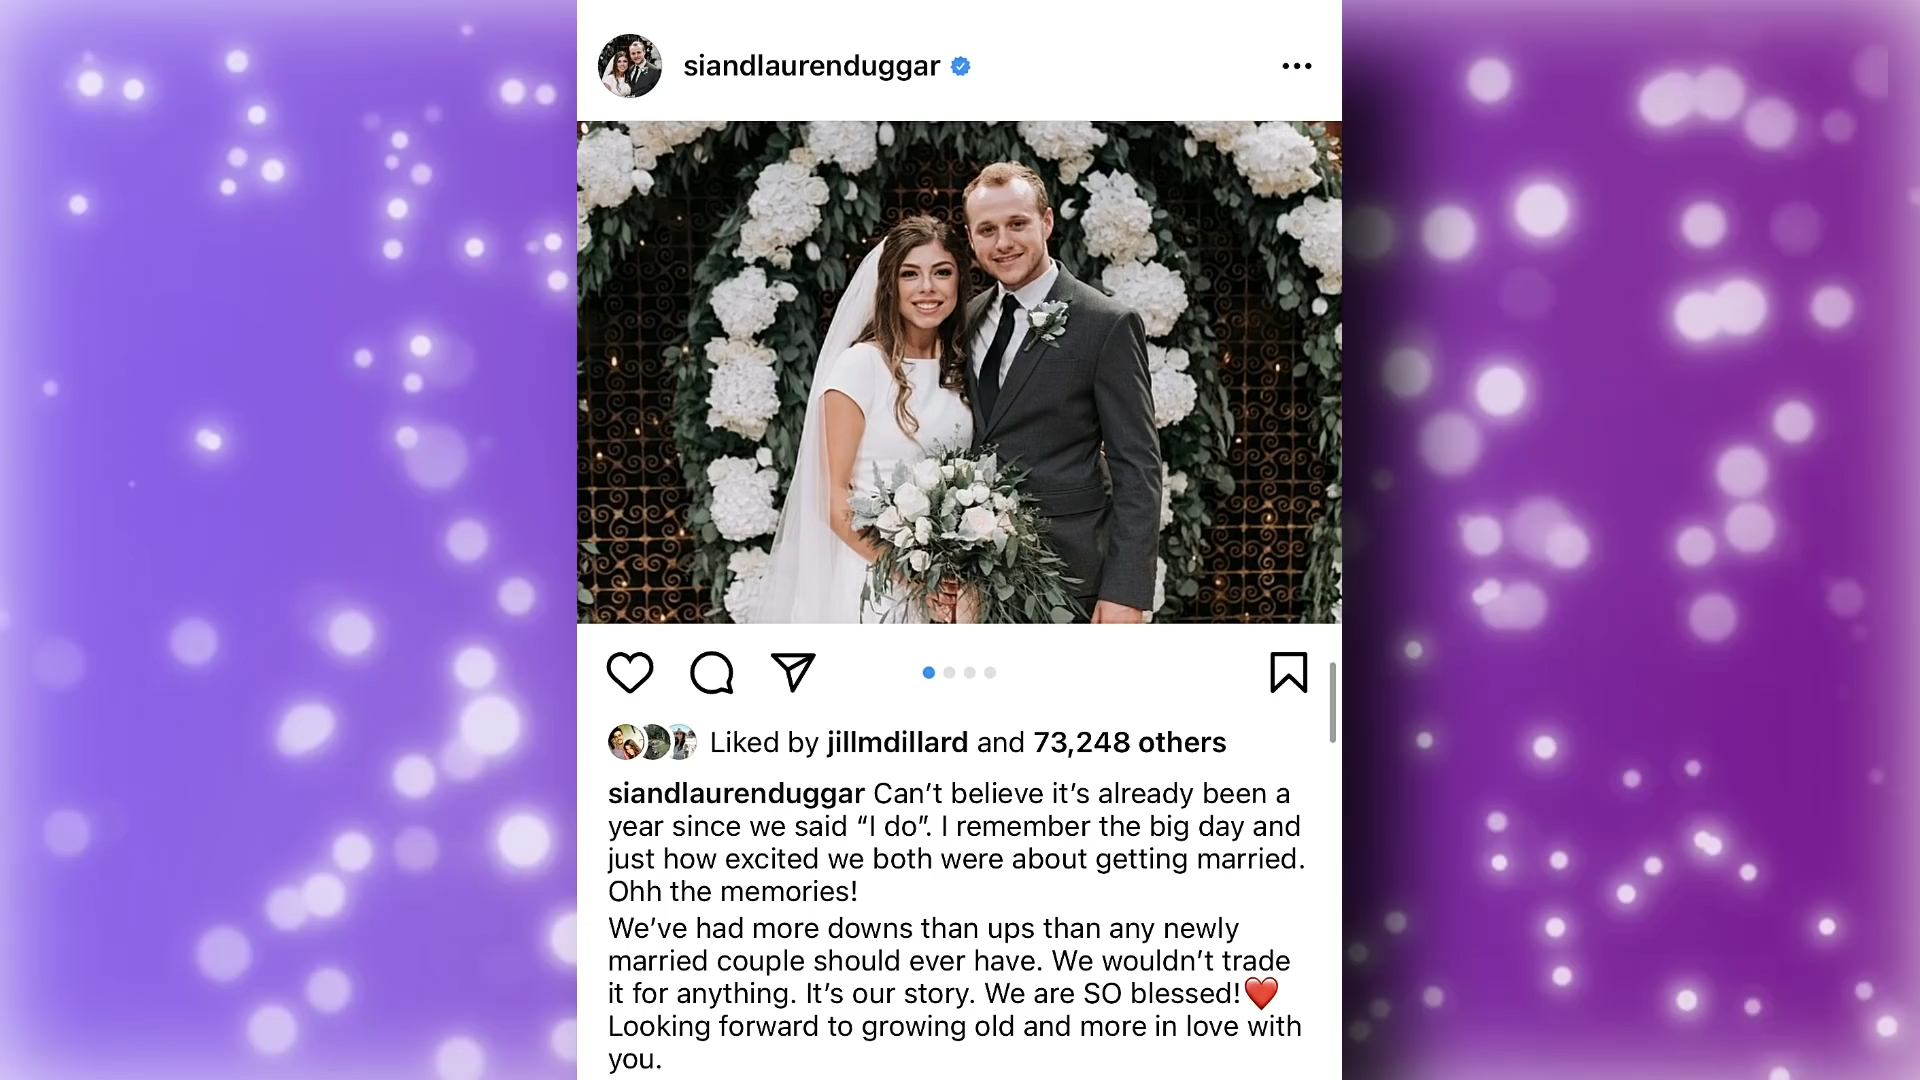 siandlaurenduggar
Liked by jillmdillard and 73,248 others
siandlaurenduggar Can’t believe it’s already been a
year since we said “I do”. I remember the big day and
just how excited we both were about getting married.
Ohh the memories!
We’ve had more downs than ups than any newly
married couple should ever have. We wouldn’t trade
it for anything. It’s our story. We are SO blessed!❤️
Looking forward to growing old and more in love with
you.